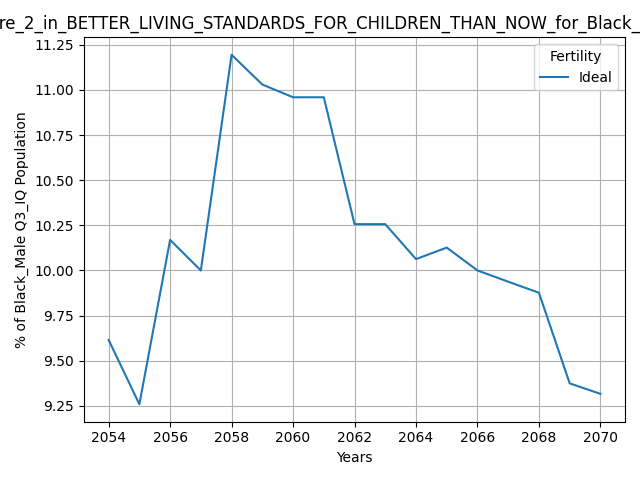 re_2_in_BETTER_LIVING_STANDARDS_FOR_CHILDREN_THAN_NOW_for_Black_
Fertility
Ideal
% of Black_Male Q3_IQ Population
11.25
11.00
10.75
10.50
10.25
10.00
9.75
9.50
9.25
2054 2056 2058 2060 2062 2064 2066 2068 2070
Years